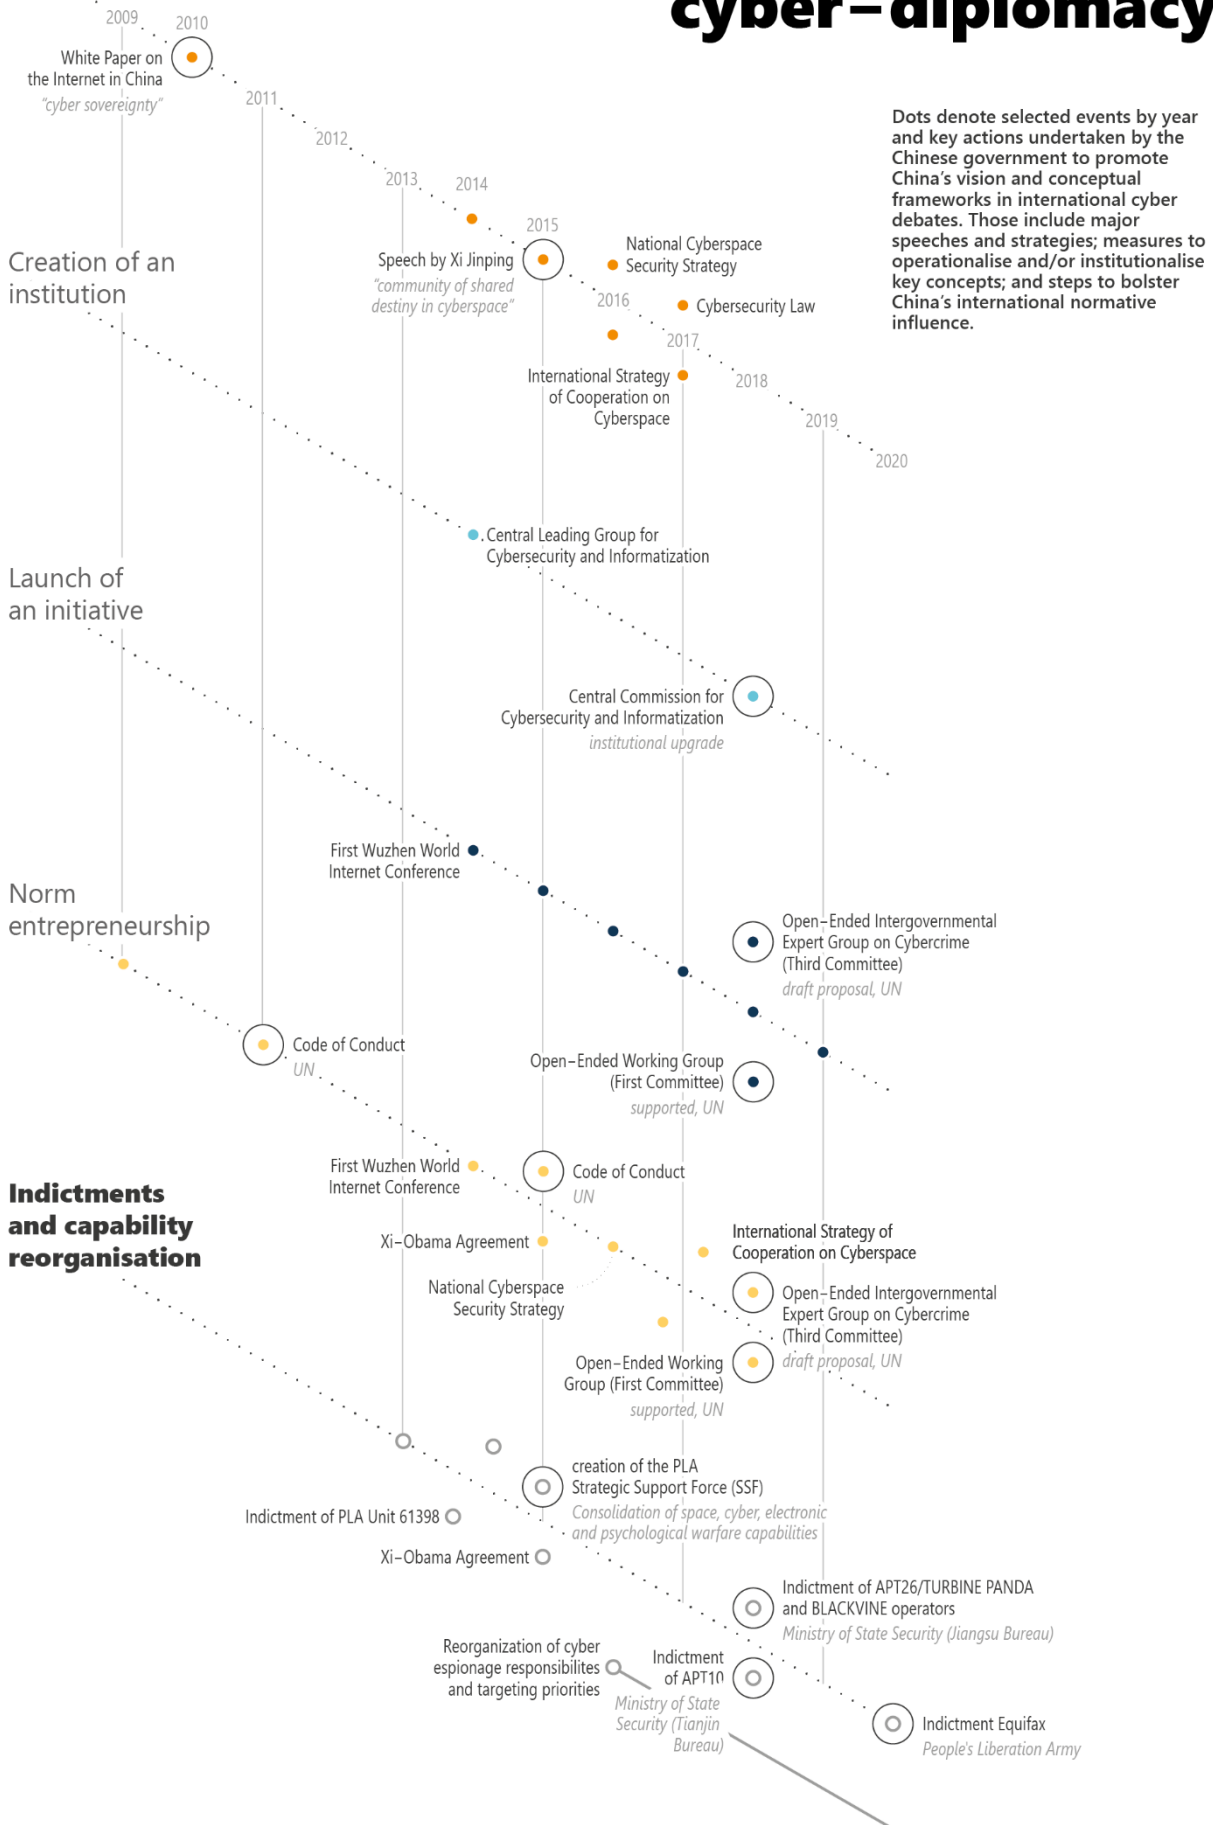 cyber–diplomacy
2009
2010
White Paper on
the Internet in China
"cyber sovereignty"
2011
2012
2013
2014
2015
Speech by Xi Jinping
"community of shared
destiny in cyberspace"
National Cyberspace
Security Strategy
2016
Cybersecurity Law
2017
International Strategy
of Cooperation on
Cyberspace
2018
2019
2020
Dots denote selected events by year
and key actions undertaken by the
Chinese government to promote
China's vision and conceptual
frameworks in international cyber
debates. Those include major
speeches and strategies; measures to
operationalise and/or institutionalise
key concepts; and steps to bolster
China's international normative
influence.
Creation of an
institution
Central Leading Group for
Cybersecurity and Informatization
Central Commission for
Cybersecurity and Informatization
institutional upgrade
Launch of
an initiative
First Wuzhen World
Internet Conference
Open–Ended Intergovernmental
Expert Group on Cybercrime
(Third Committee)
draft proposal, UN
Open–Ended Working Group
(First Committee)
supported, UN
Norm
entrepreneurship
Code of Conduct
UN
First Wuzhen World
Internet Conference
Code of Conduct
UN
Xi–Obama Agreement
National Cyberspace
Security Strategy
International Strategy of
Cooperation on Cyberspace
Open–Ended Intergovernmental
Expert Group on Cybercrime
(Third Committee)
draft proposal, UN
Open–Ended Working
Group (First Committee)
supported, UN
Indictments
and capability
reorganisation
creation of the PLA
Strategic Support Force (SSF)
Consolidation of space, cyber, electronic
and psychological warfare capabilities
Indictment of PLA Unit 61398
Xi–Obama Agreement
Indictment of APT26/TURBINE PANDA
and BLACKVINE operators
Ministry of State Security (Jiangsu Bureau)
Reorganization of cyber
espionage responsibilites
and targeting priorities
Indictment
of APT10
Ministry of State
Security (Tianjin
Bureau)
Indictment Equifax
People's Liberation Army